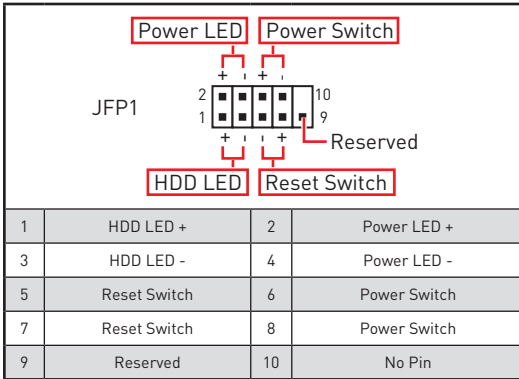 Power LED Power Switch
+ - + -
JFP1
2 10
1 9
+ - - +
Reserved
HDD LED Reset Switch
1 HDD LED + 2 Power LED +
3 HDD LED - 4 Power LED -
5 Reset Switch 6 Power Switch
7 Reset Switch 8 Power Switch
9 Reserved 10 No Pin